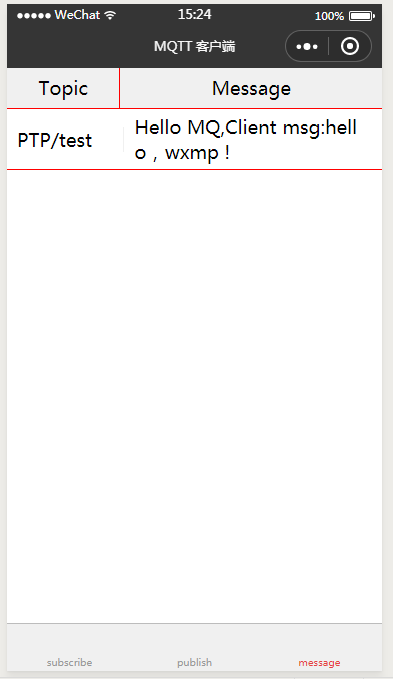 WeChat 15:24 100%
MQTT 客户端
Topic Message
PTP/test
Hello MQ,Client msg:hell
o，wxmp！
subscribe publish message